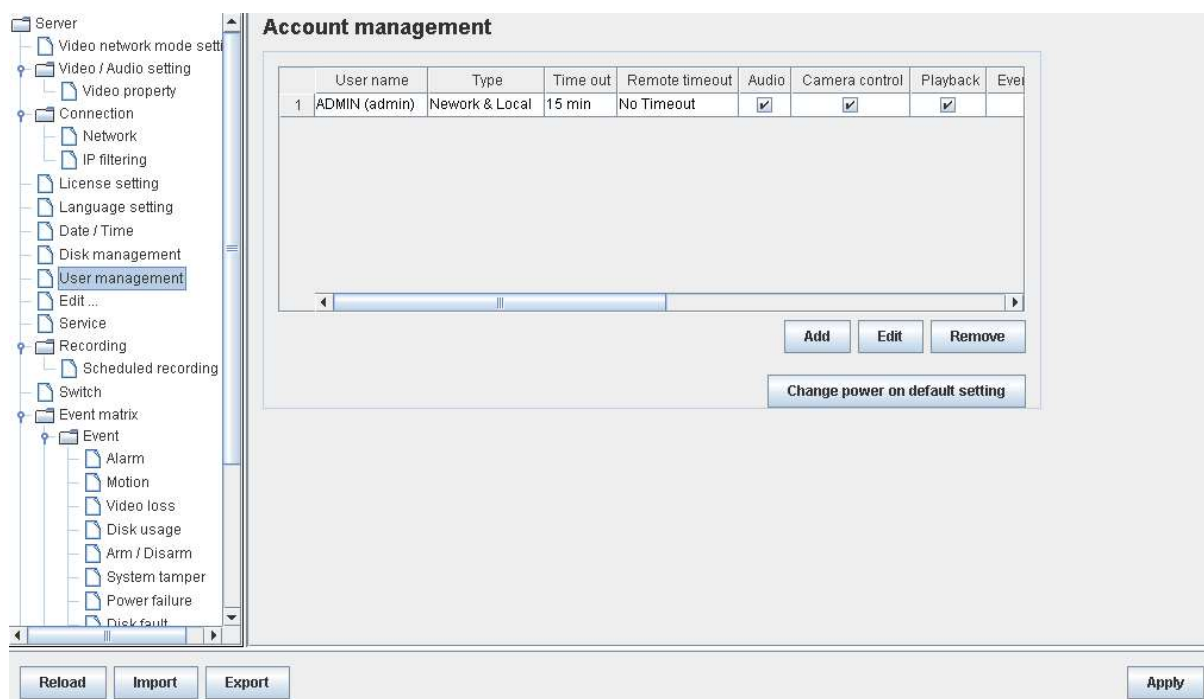 Server
Video network mode setti
Video / Audio setting
Video property
Connection
Network
IP filtering
License setting
Language setting
Date / Time
Disk management
User management
Edit ...
Service
Recording
Scheduled recording
Switch
Event matrix
Event
Alarm
Motion
Video loss
Disk usage
Arm / Disarm
System tamper
Power failure
Disk fault
Account management
User name Type Time out Remote timeout Audio Camera control Playback Even
1 ADMIN (admin) Nework & Local 15 min No Timeout
Add Edit Remove
Change power on default setting
Reload Import Export Apply